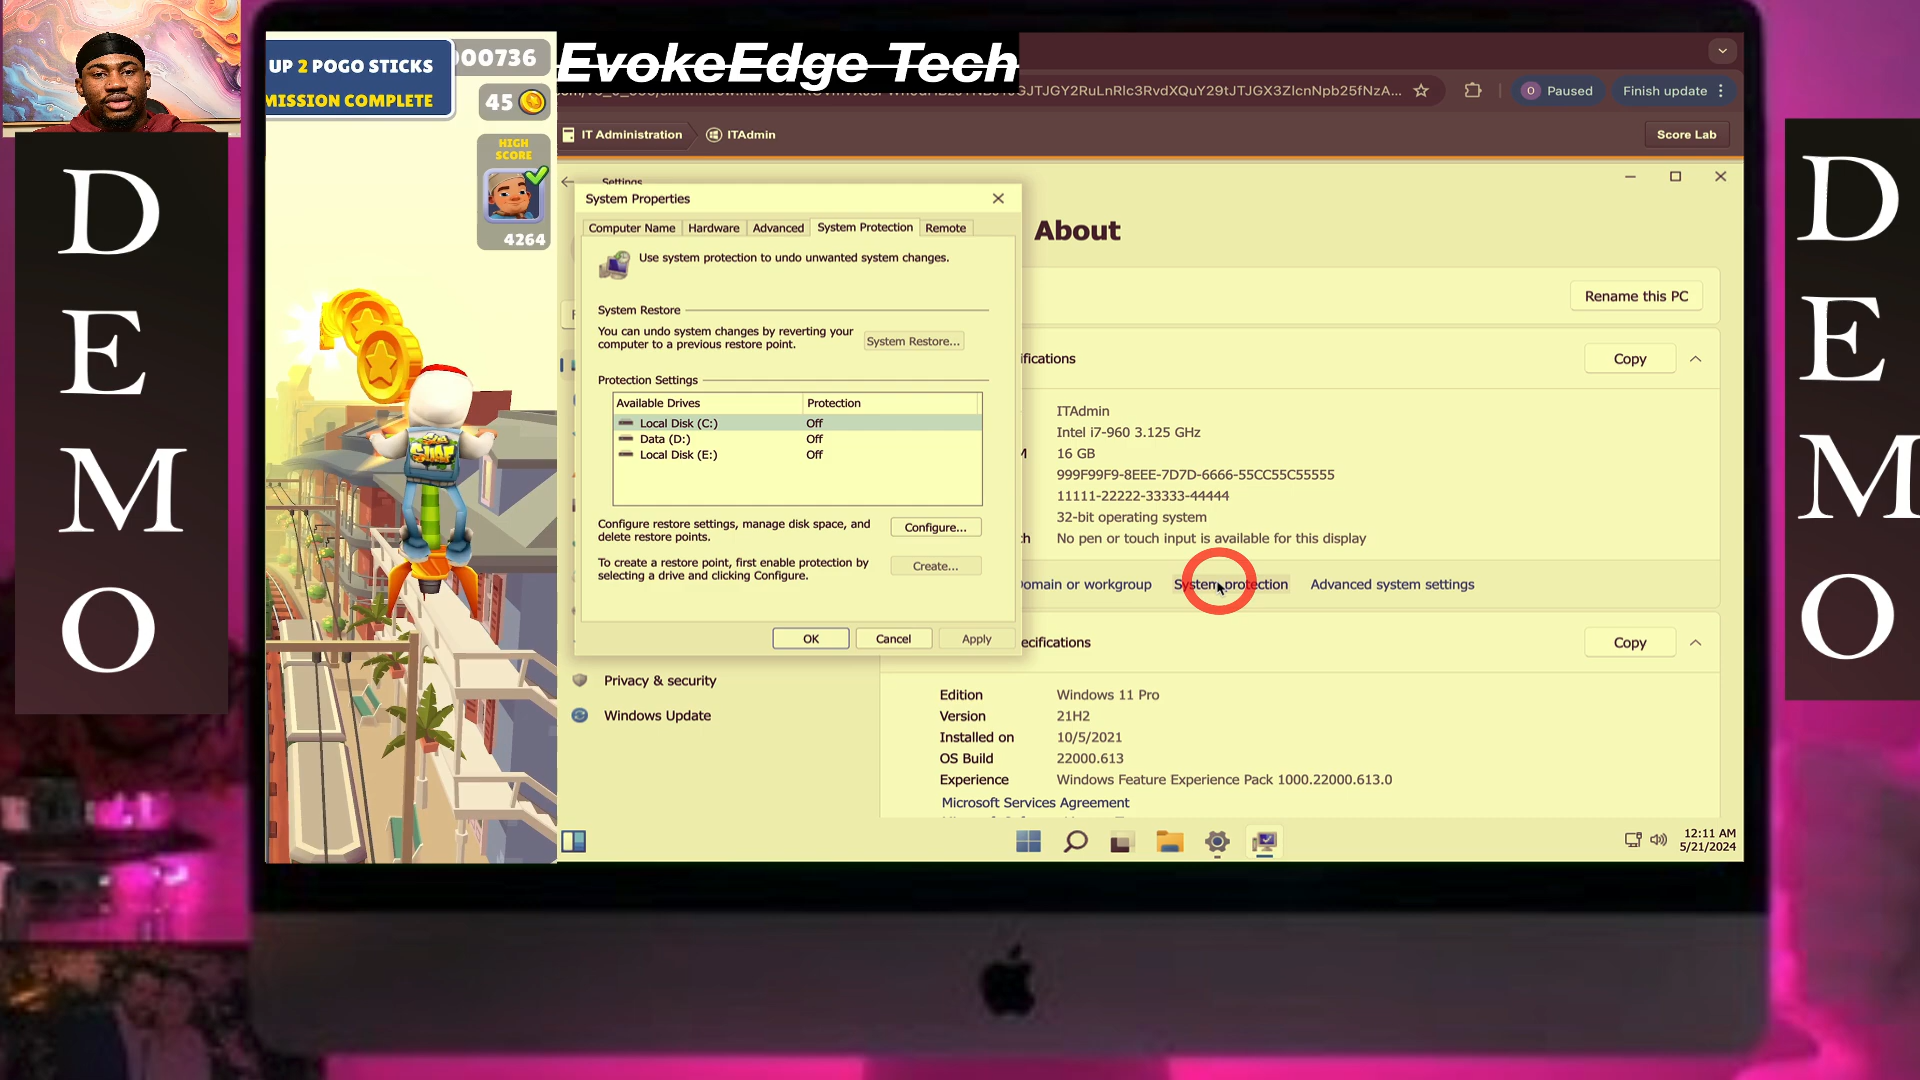 D
E
M
O
UP 2 POGO STICKS
MISSION COMPLETE
000736
45
HIGH
SCORE
4264
EvokeEdge Tech
Paused
Finish update
IT Administration
ITAdmin
Score Lab
Settings
System Properties
Computer Name
Hardware
Advanced
System Protection
Remote
Use system protection to undo unwanted system changes.
System Restore
You can undo system changes by reverting your
computer to a previous restore point.
System Restore...
Protection Settings
Available Drives
Protection
Local Disk (C:)
Off
Data (D:)
Off
Local Disk (E:)
Off
Configure restore settings, manage disk space, and
delete restore points.
Configure...
To create a restore point, first enable protection by
selecting a drive and clicking Configure.
Create...
OK
Cancel
Apply
Privacy & security
Windows Update
About
Rename this PC
ifications
Copy
ITAdmin
Intel i7-960 3.125 GHz
16 GB
999F99F9-8EEE-7D7D-6666-55CC55C55555
11111-22222-33333-44444
32-bit operating system
No pen or touch input is available for this display
omain or workgroup
System protection
Advanced system settings
ecifications
Copy
Edition
Windows 11 Pro
Version
21H2
Installed on
10/5/2021
OS Build
22000.613
Experience
Windows Feature Experience Pack 1000.22000.613.0
Microsoft Services Agreement
12:11 AM
5/21/2024
D
E
M
O